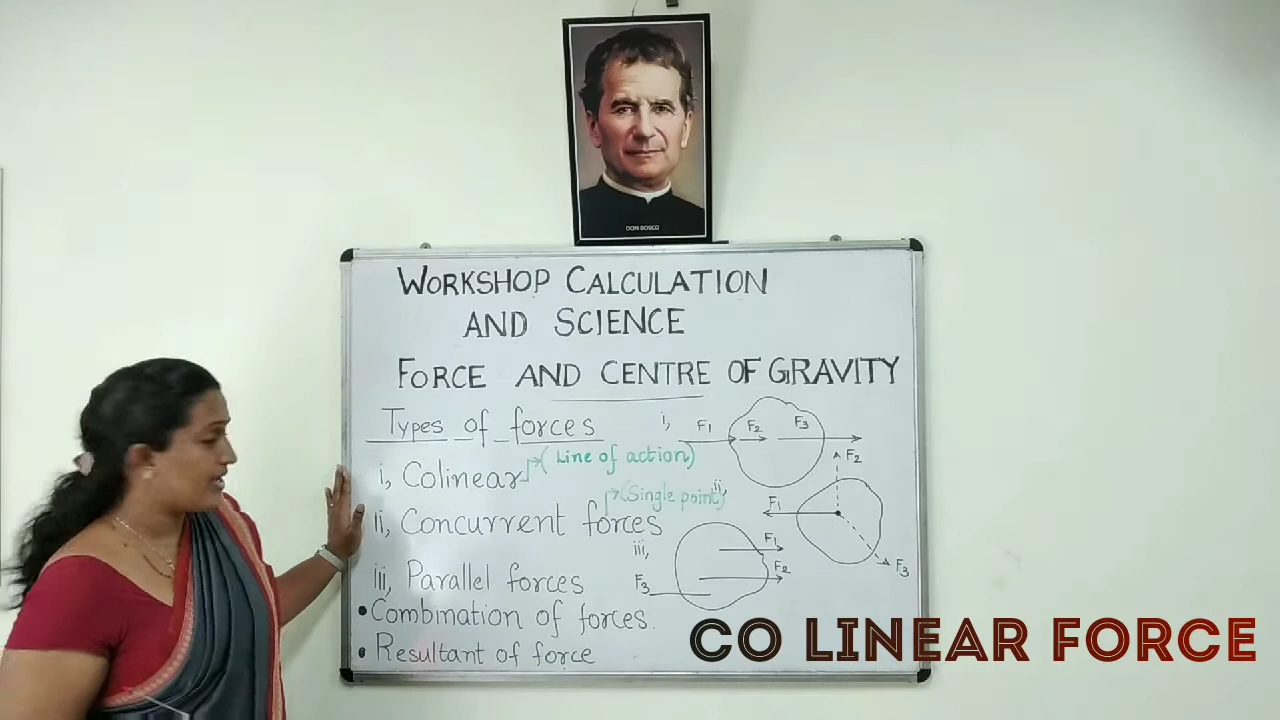 DON BOSCO
WORKSHOP CALCULATION
AND SCIENCE
FORCE AND CENTRE OF GRAVITY
Types of forces
i, F1 F2 F3
i, Colinear (Line of action)
F2
(Single point)
ii,
F1
ii, Concurrent forces
F3
iii, F1
F2
iii, Parallel forces
F3
• Combination of forces.
• Resultant of force
CO LINEAR FORCE